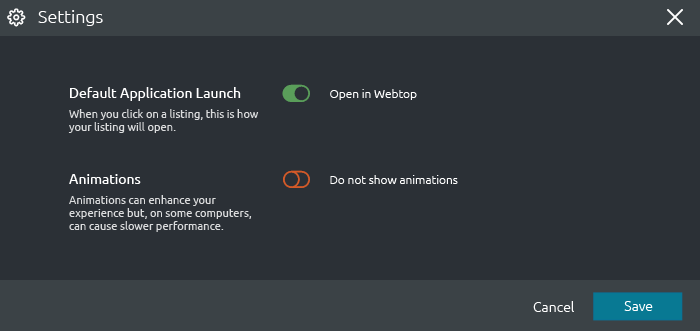 Settings
Default Application Launch
Open in Webtop
When you click on a listing, this is how
your listing will open.
Animations
Do not show animations
Animations can enhance your
experience but, on some computers,
can cause slower performance.
Cancel
Save